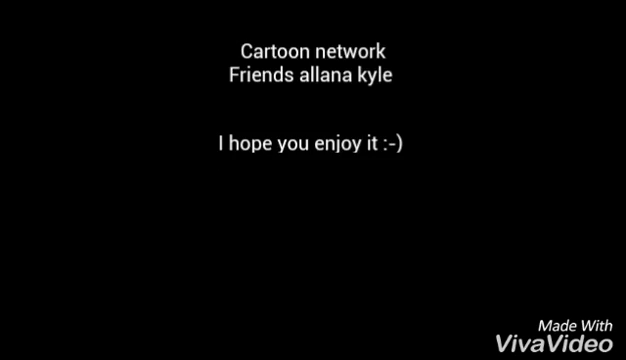 Cartoon network
Friends allana kyle
I hope you enjoy it :-)
Made With
VivaVideo